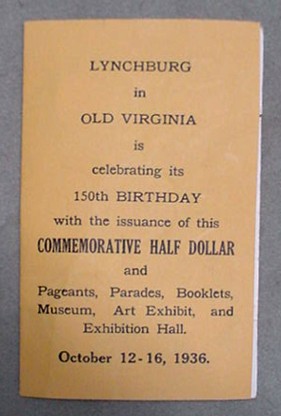 LYNCHBURG
in
OLD VIRGINIA
is
celebrating its
150th BIRTHDAY
with the issuance of this
COMMEMORATIVE HALF DOLLAR
and
Pageants, Parades, Booklets,
Museum, Art Exhibit, and
Exhibition Hall.
October 12-16, 1936.